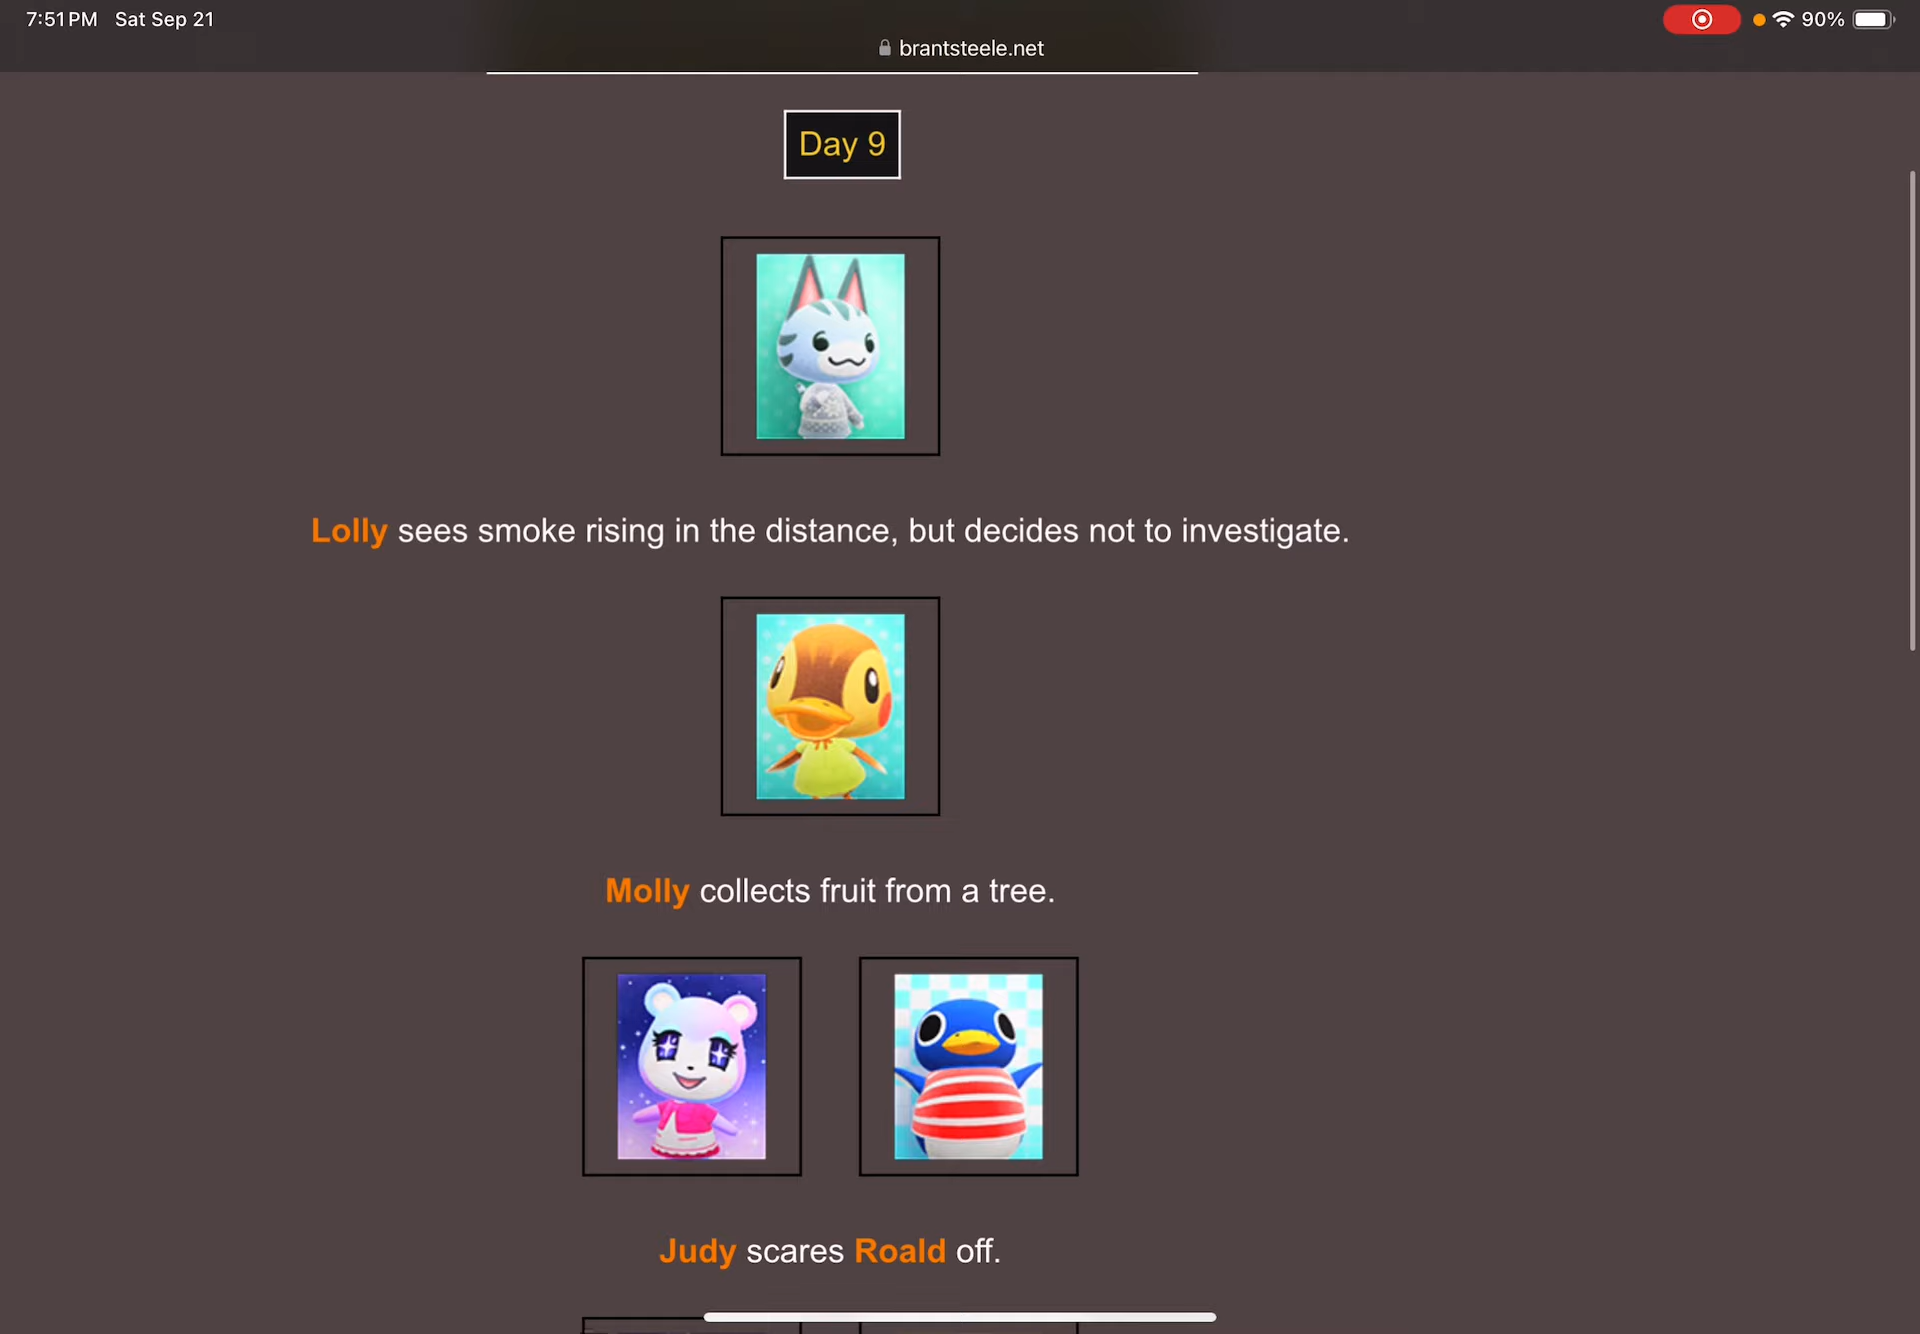 7:51 PM Sat Sep 21
90%
brantsteele.net
Day 9
Lolly sees smoke rising in the distance, but decides not to investigate.
Molly collects fruit from a tree.
Judy scares Roald off.